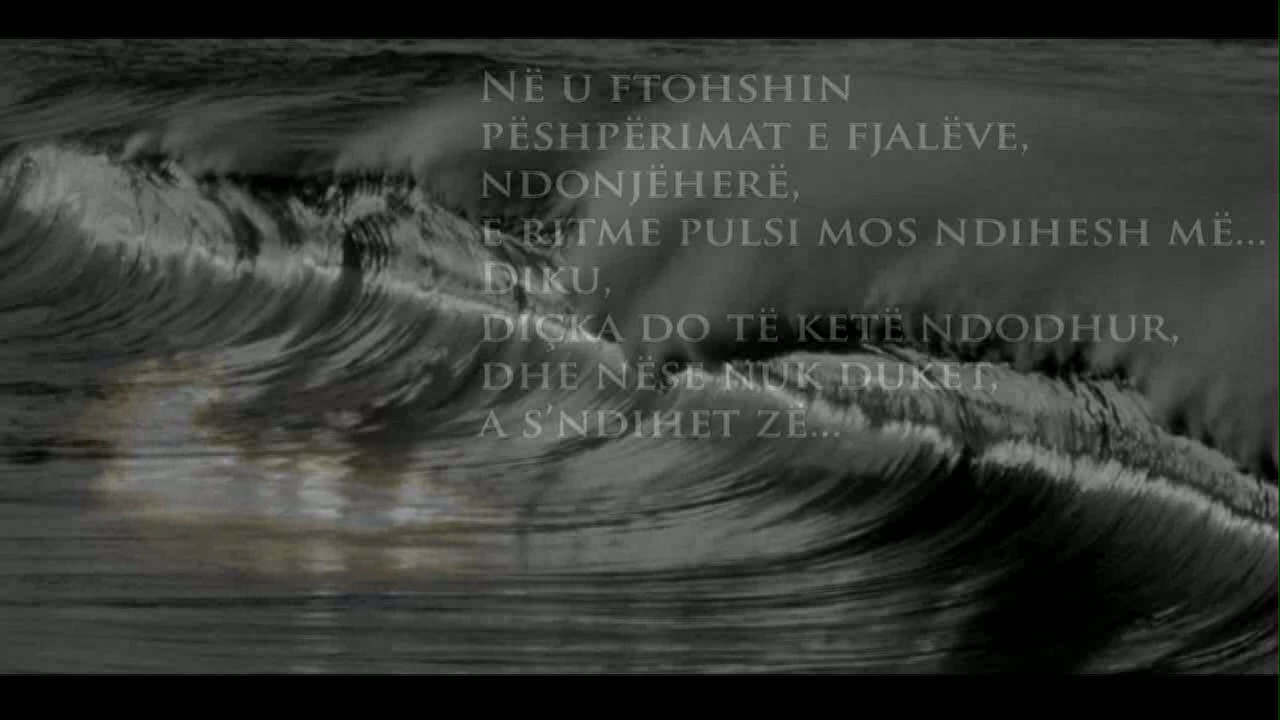 Në u ftohshin
pëshpërimat e fjalëve,
ndonjëherë,
e ritme pulsi mos ndihesh më...
Diku,
diçka do të ketë ndodhur,
dhe nëse nuk duket,
a s'ndihet zë...